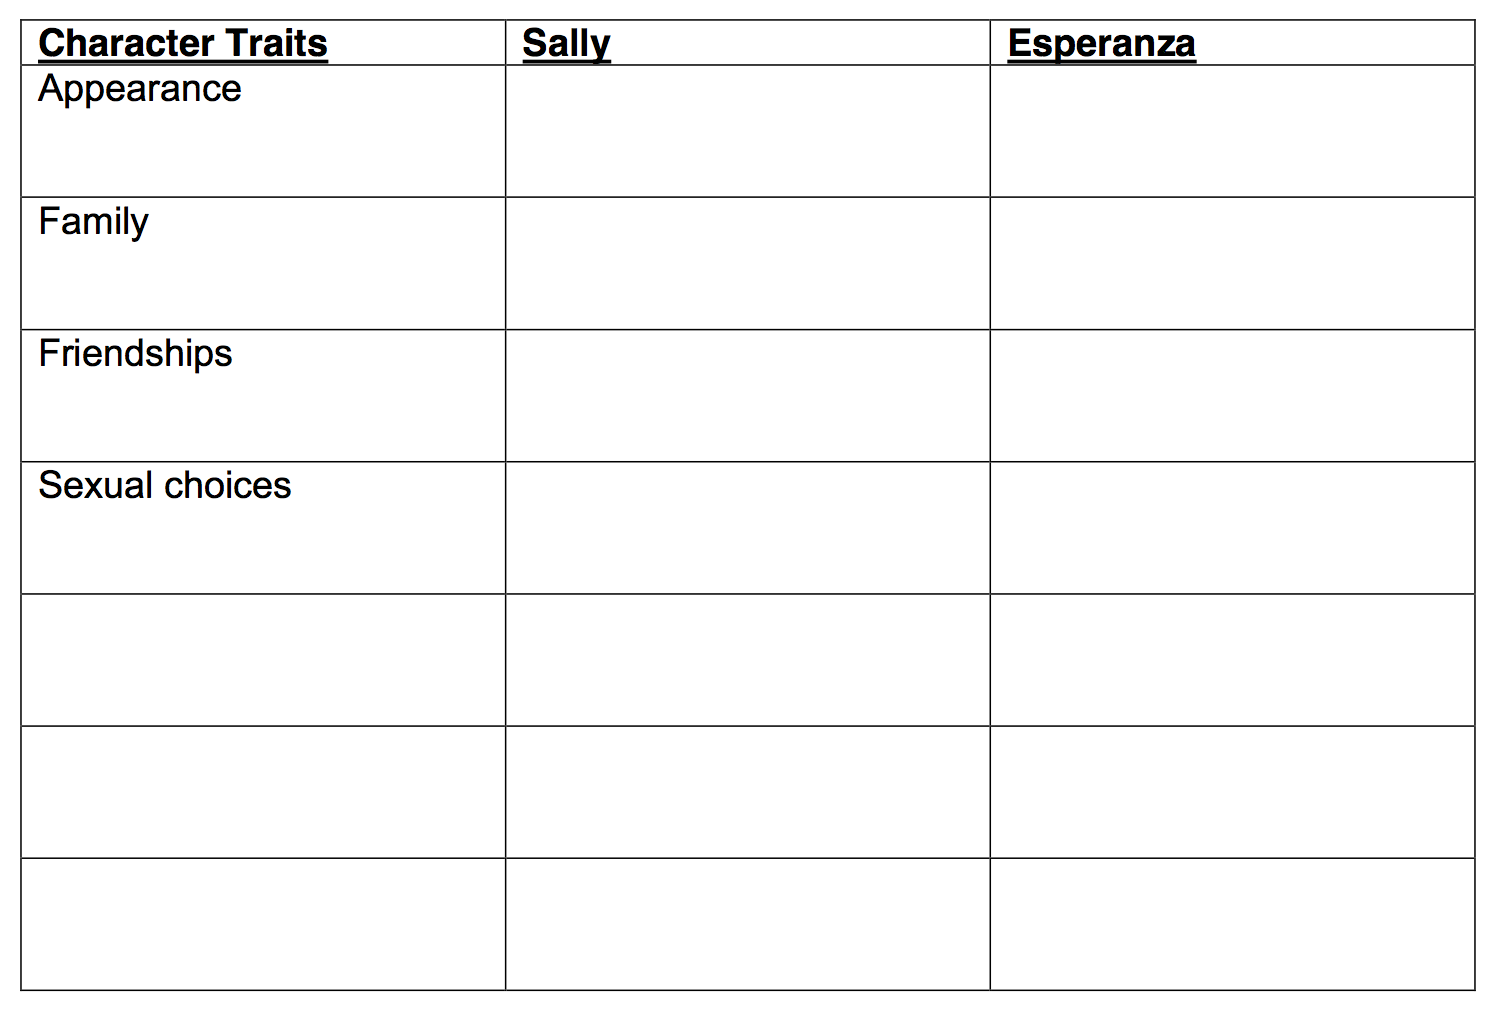 Character Traits Sally Esperanza
Appearance
Family
Friendships
Sexual choices